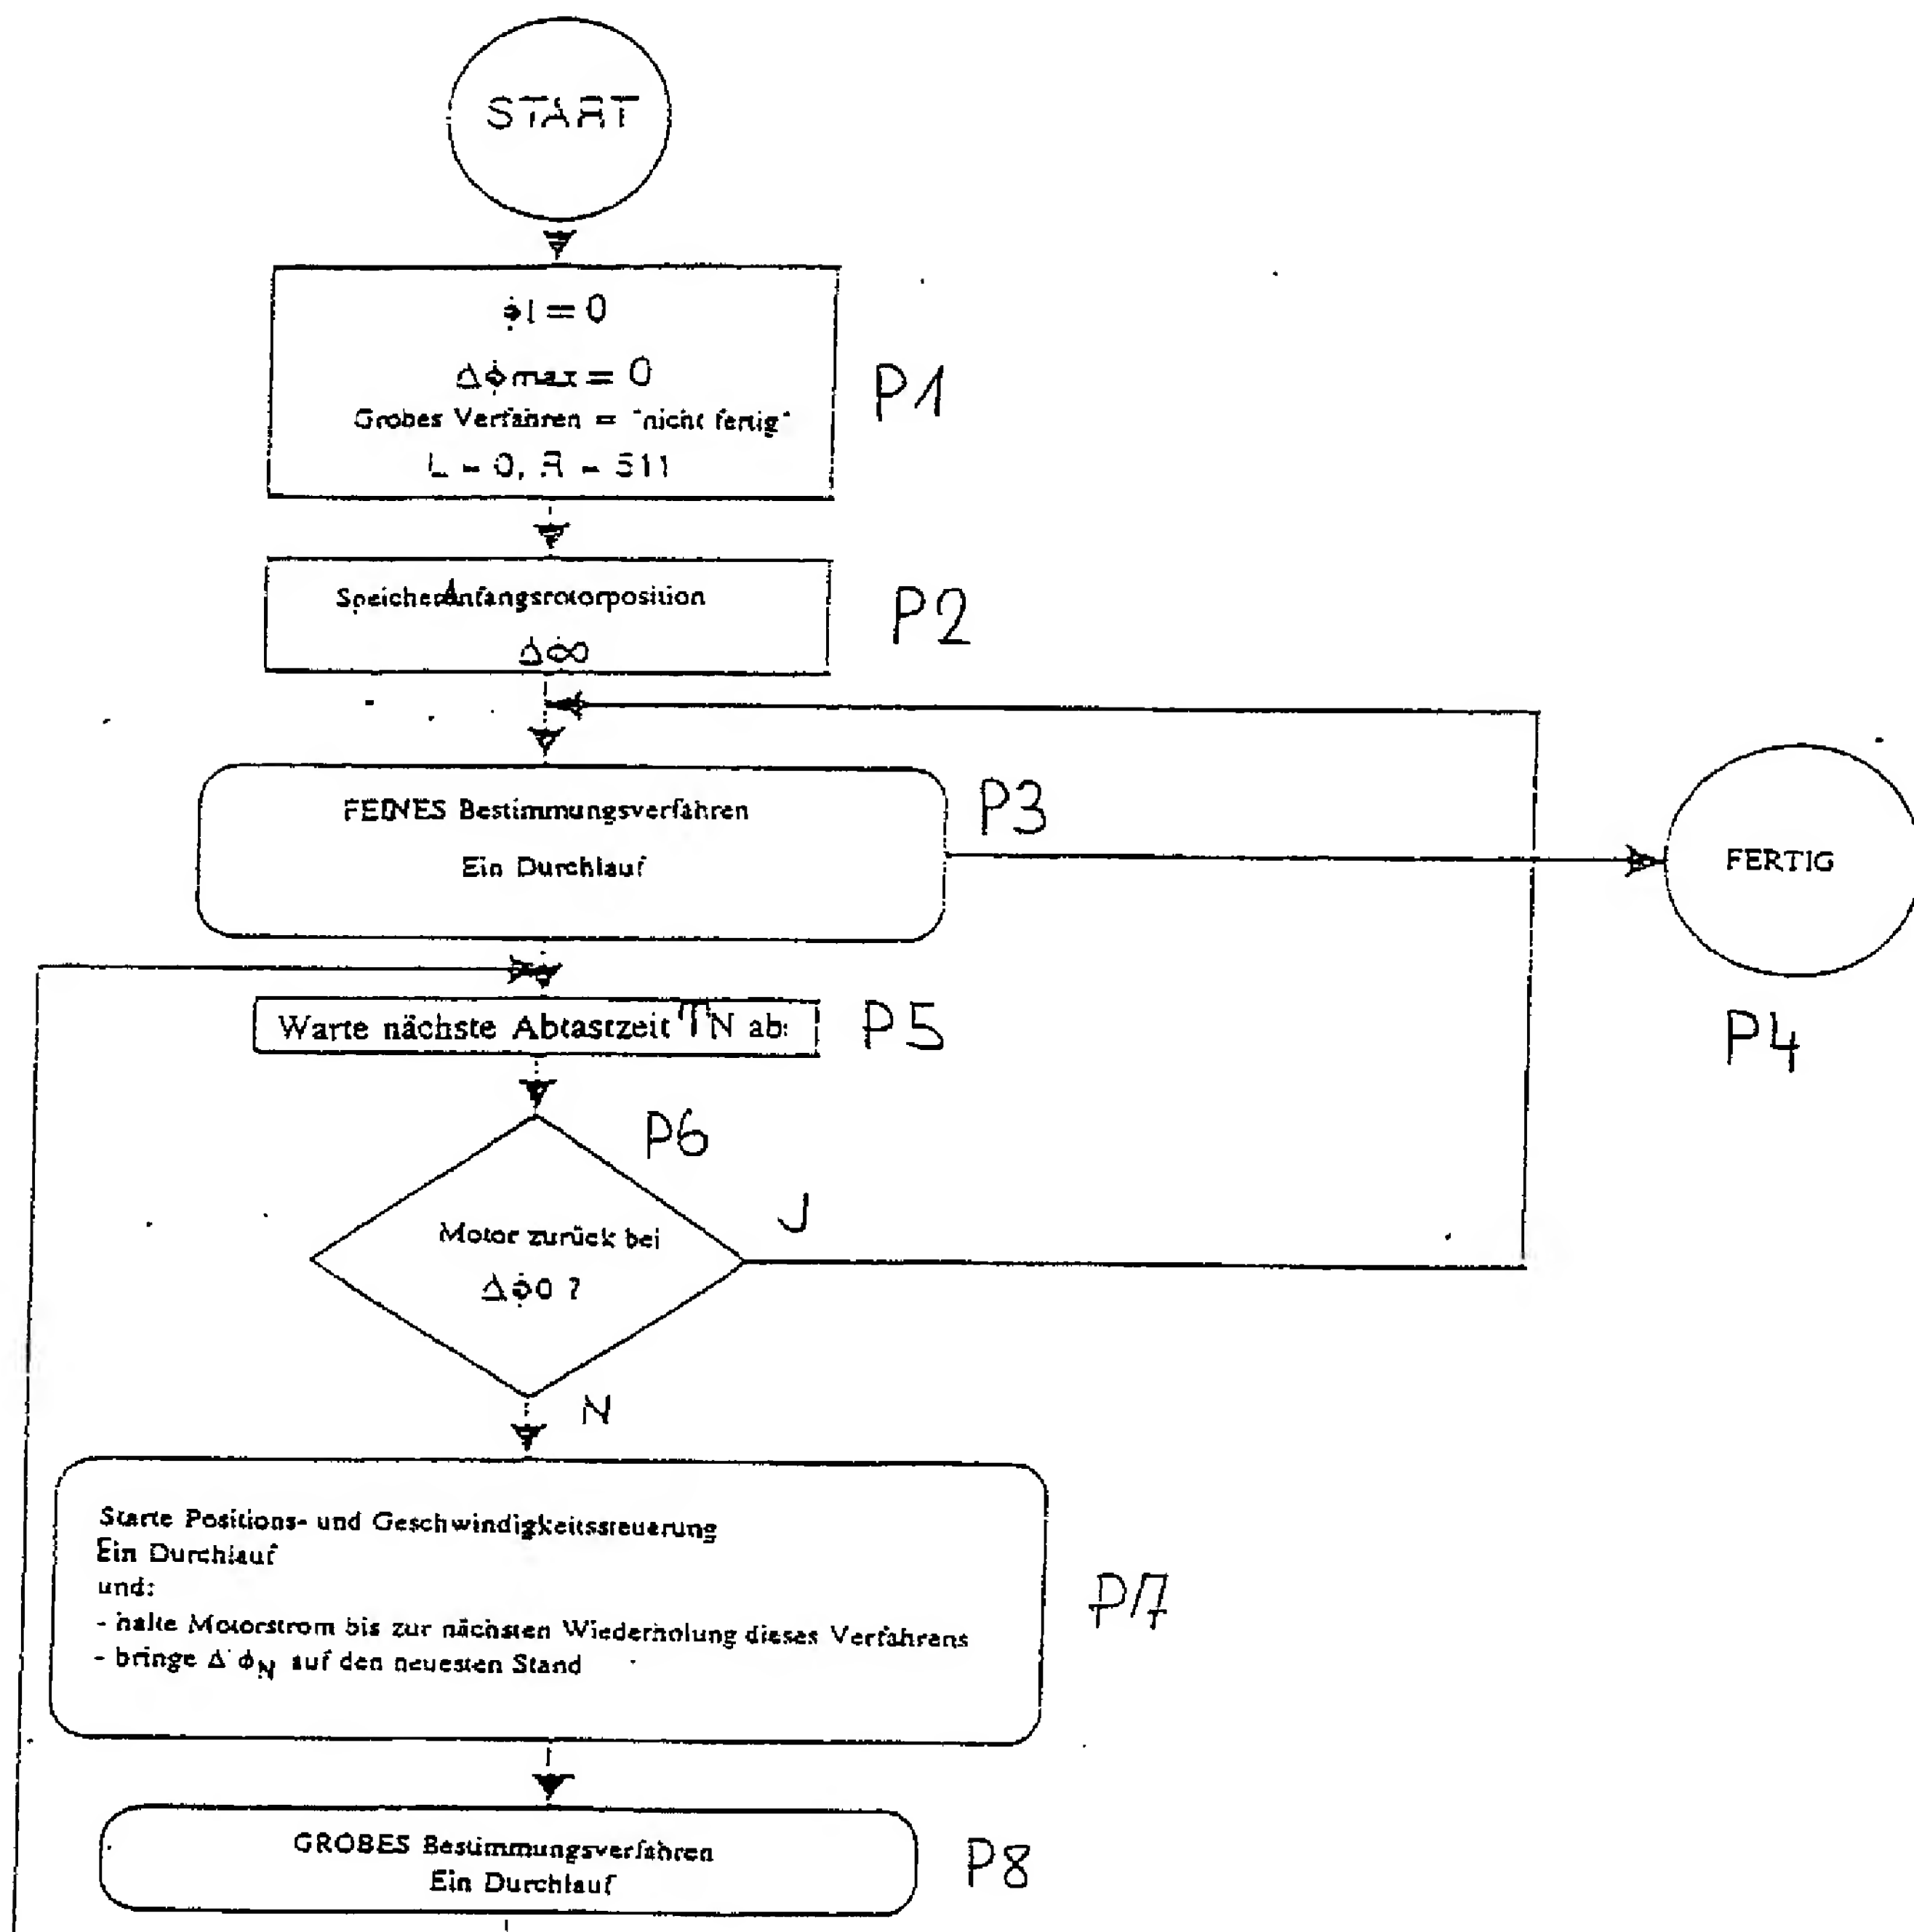 START
ϕI = 0
Δϕmax = 0
Grobes Verfahren = "nicht fertig"
L = 0, R = 511
P1
Speichere Anfangsrotorposition
Δϕ0
P2
FEINES Bestimmungsverfahren
Ein Durchlauf
P3
FERTIG
P4
Warte nächste Abtastzeit TN ab:
P5
P6
Motor zurück bei
Δϕ0 ?
J
N
Starte Positions- und Geschwindigkeitssteuerung
Ein Durchlauf
und:
- halte Motorstrom bis zur nächsten Wiederholung dieses Verfahrens
- bringe Δ ϕN auf den neuesten Stand
P7
GROBES Bestimmungsverfahren
Ein Durchlauf
P8